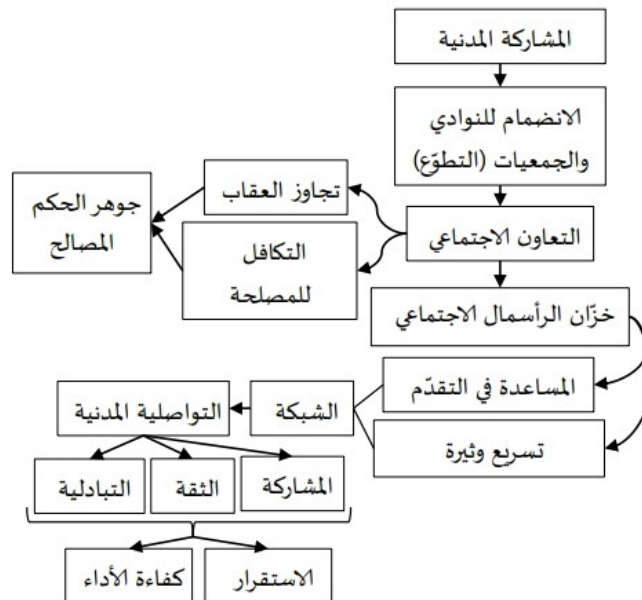 المشاركة المدنية
الانضمام للنوادي
والجمعيات (التطوّع)
تجاوز العقاب
جوهر الحكم
المصالح
التعاون الاجتماعي
التكافل
للمصلحة
خزّان الرأسمال الاجتماعي
المساعدة في التقدّم
الشبكة
التواصلية المدنية
تسريع وثيرة
المشاركة
الثقة
التبادلية
الاستقرار
كفاءة الأداء